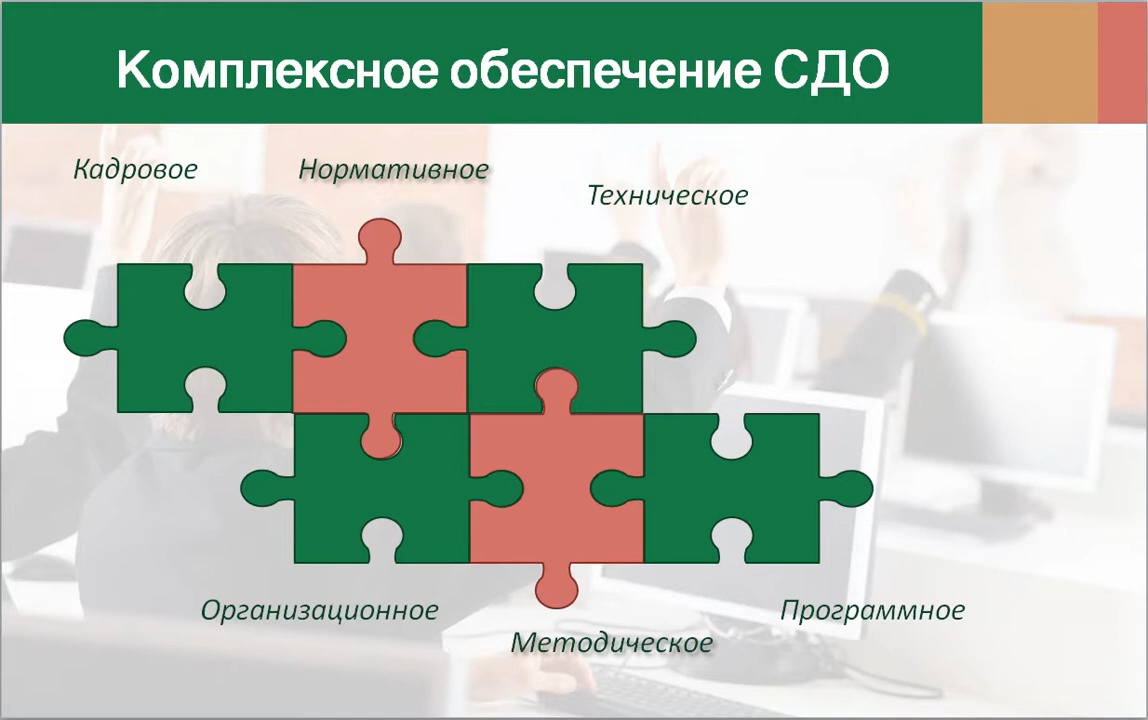 Комплексное обеспечение СДО
Кадровое
Нормативное
Техническое
Организационное
Методическое
Программное